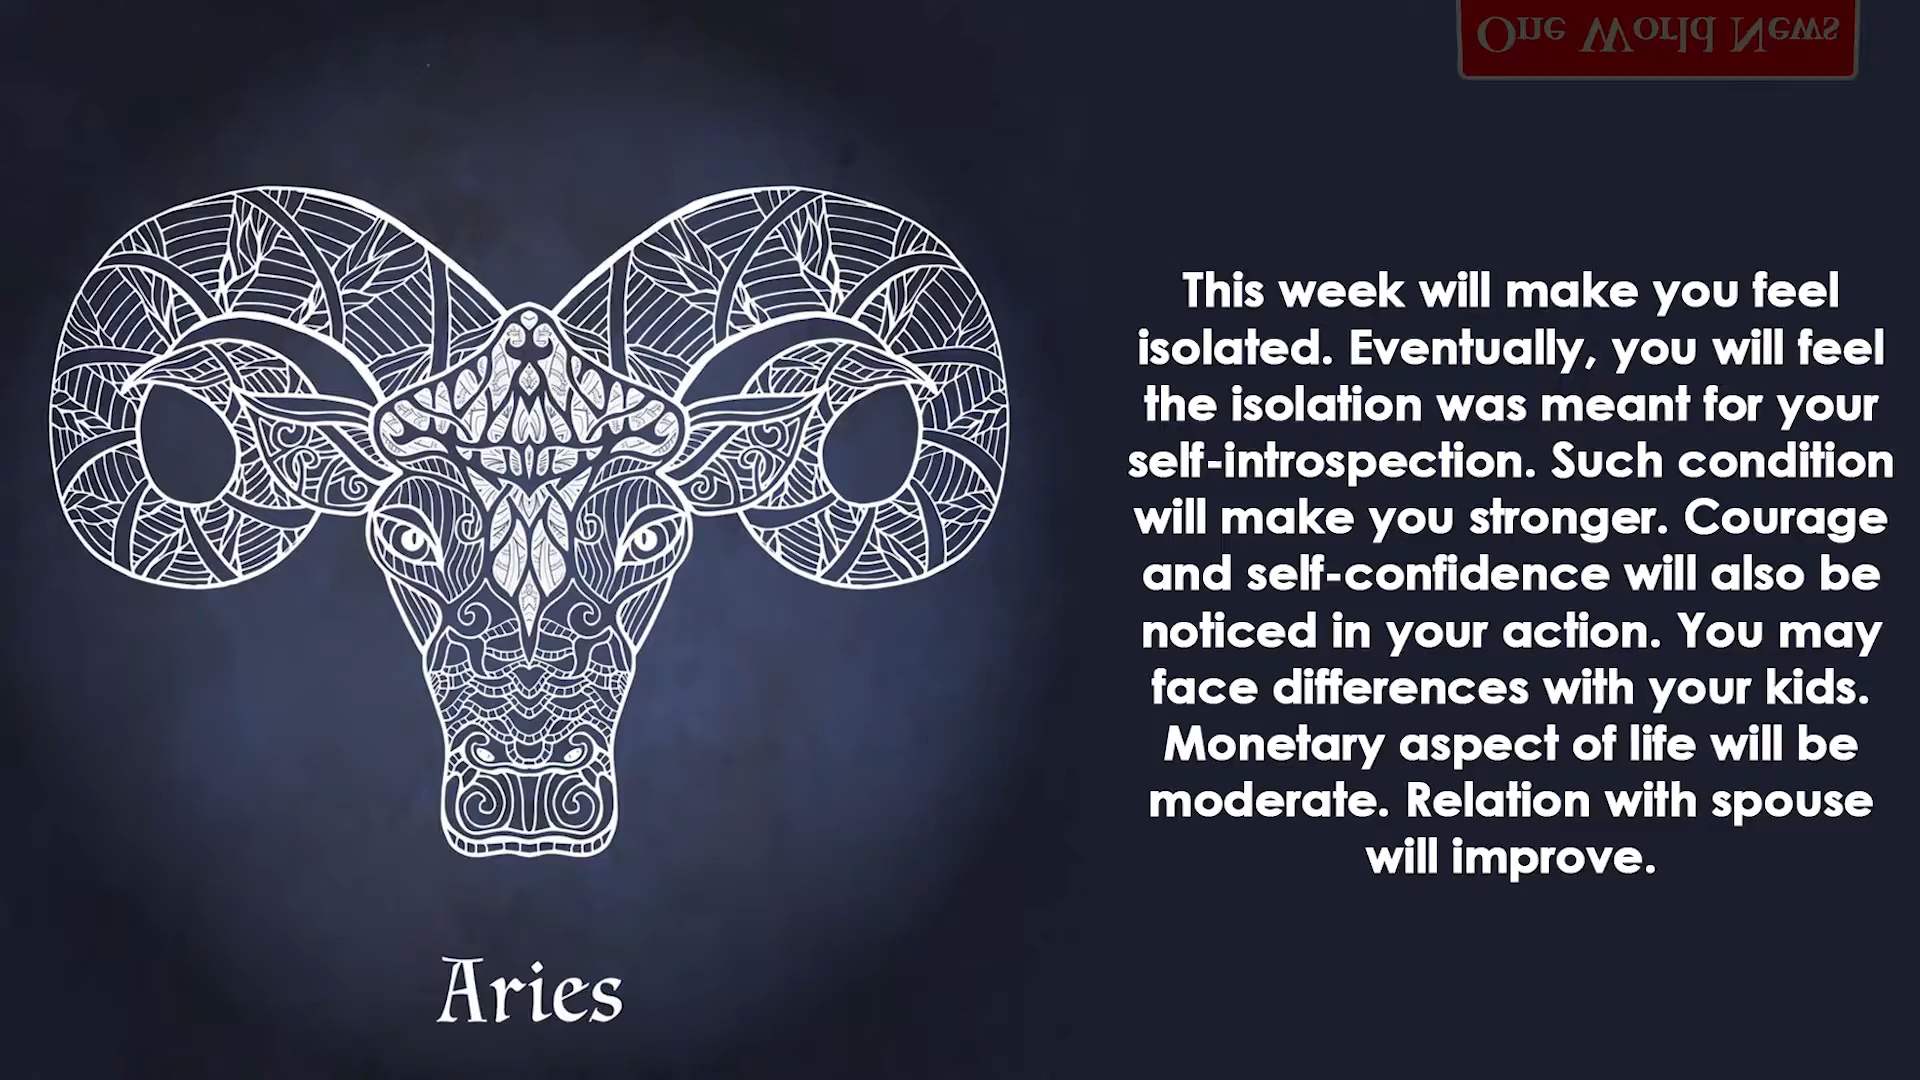 One World News
This week will make you feel
isolated. Eventually, you will feel
the isolation was meant for your
self-introspection. Such condition
will make you stronger. Courage
and self-confidence will also be
noticed in your action. You may
face differences with your kids.
Monetary aspect of life will be
moderate. Relation with spouse
will improve.
Aries